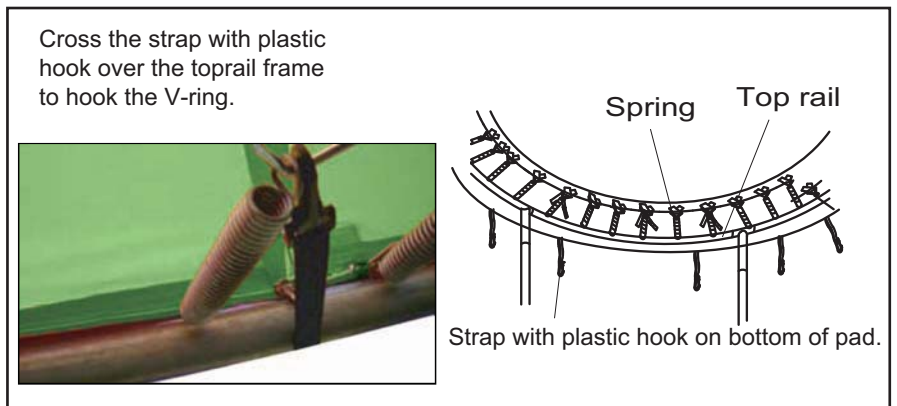 Cross the strap with plastic
hook over the toprail frame
to hook the V-ring.
Spring
Top rail
Strap with plastic hook on bottom of pad.